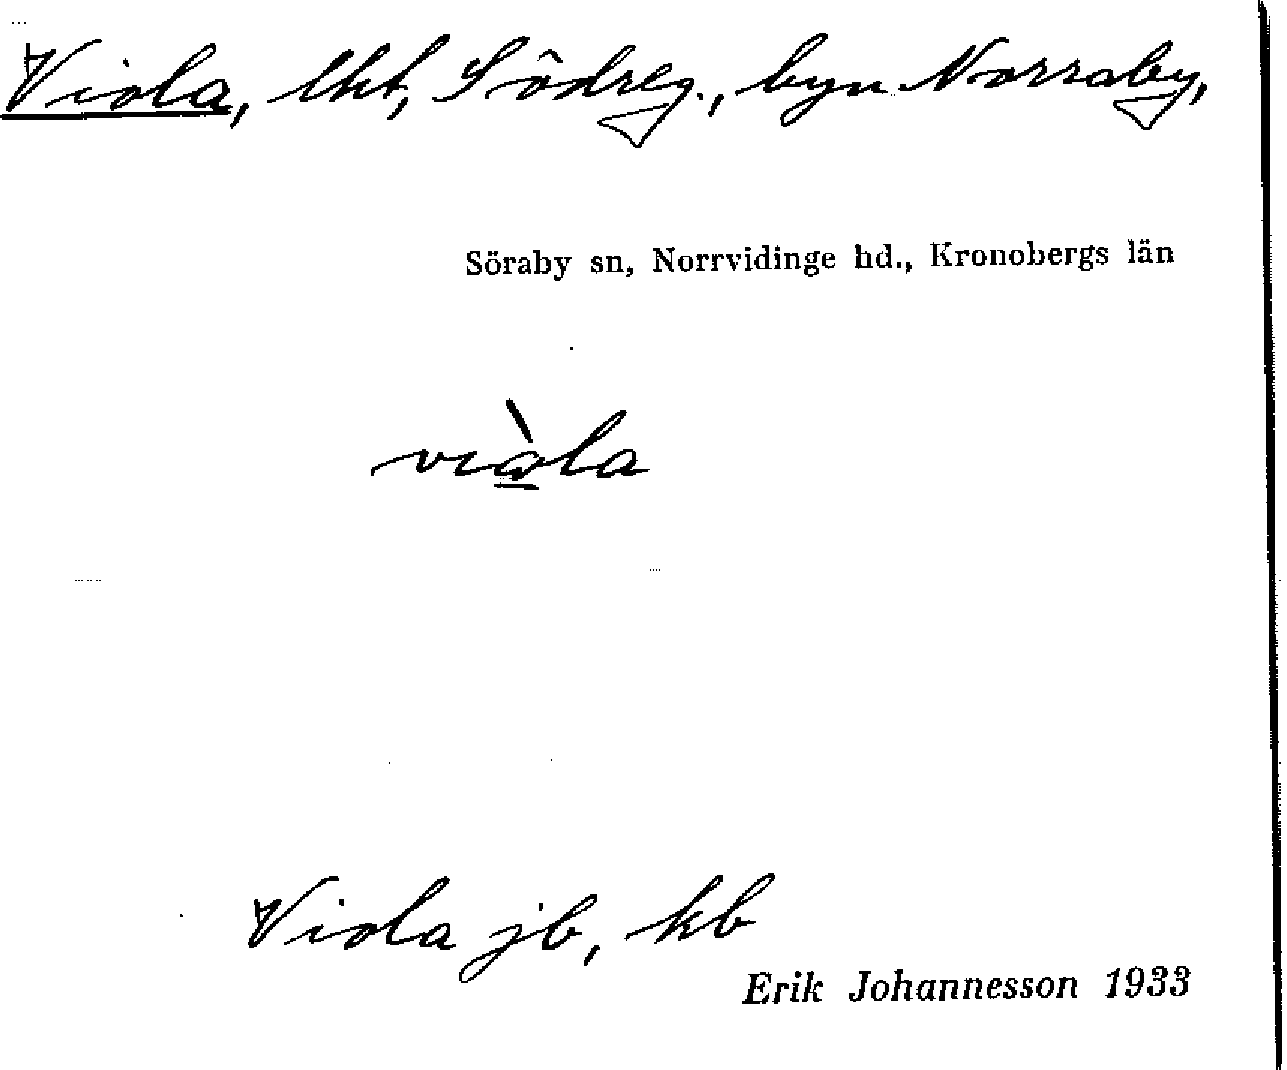 Viola, lht, Södreg., byn Norraby,
Söraby sn, Norrvidinge hd., Kronobergs län
viola
Viola jb, kb
Erik Johannesson 1933